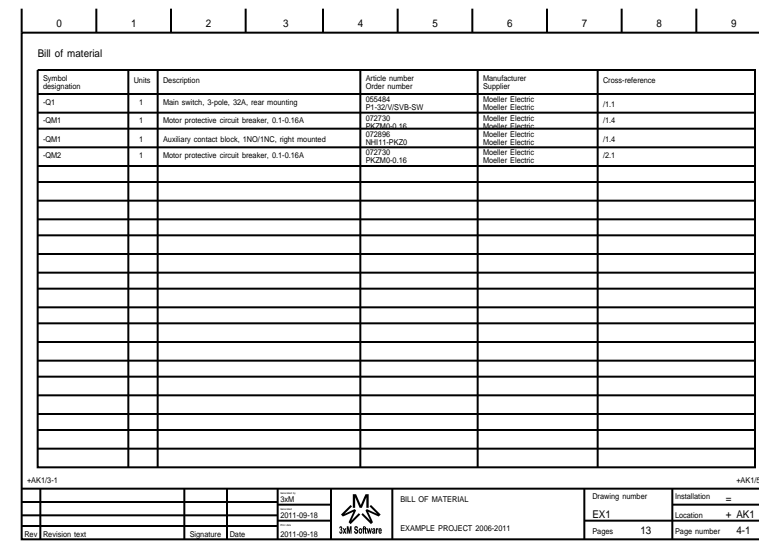 0 1 2 3 4 5 6 7 8 9
Bill of material
Symbol designation Units Description Article number Order number Manufacturer Supplier Cross-reference
-Q1 1 Main switch, 3-pole, 32A, rear mounting 055484 P1-32/V/SVB-SW Moeller Electric Moeller Electric /1.1
-QM1 1 Motor protective circuit breaker, 0.1-0.16A 072730 PKZM0-0.16 Moeller Electric Moeller Electric /1.4
-QM1 1 Auxiliary contact block, 1NO/1NC, right mounted 072896 NHI11-PKZ0 Moeller Electric Moeller Electric /1.4
-QM2 1 Motor protective circuit breaker, 0.1-0.16A 072730 PKZM0-0.16 Moeller Electric Moeller Electric /2.1
+AK1/3-1 +AK1/5
3xM
2011-09-18
2011-09-18
Rev Revision text Signature Date
M
3xM Software
BILL OF MATERIAL
EXAMPLE PROJECT 2006-2011
Drawing number
EX1
Pages 13
Installation =
Location + AK1
Page number 4-1